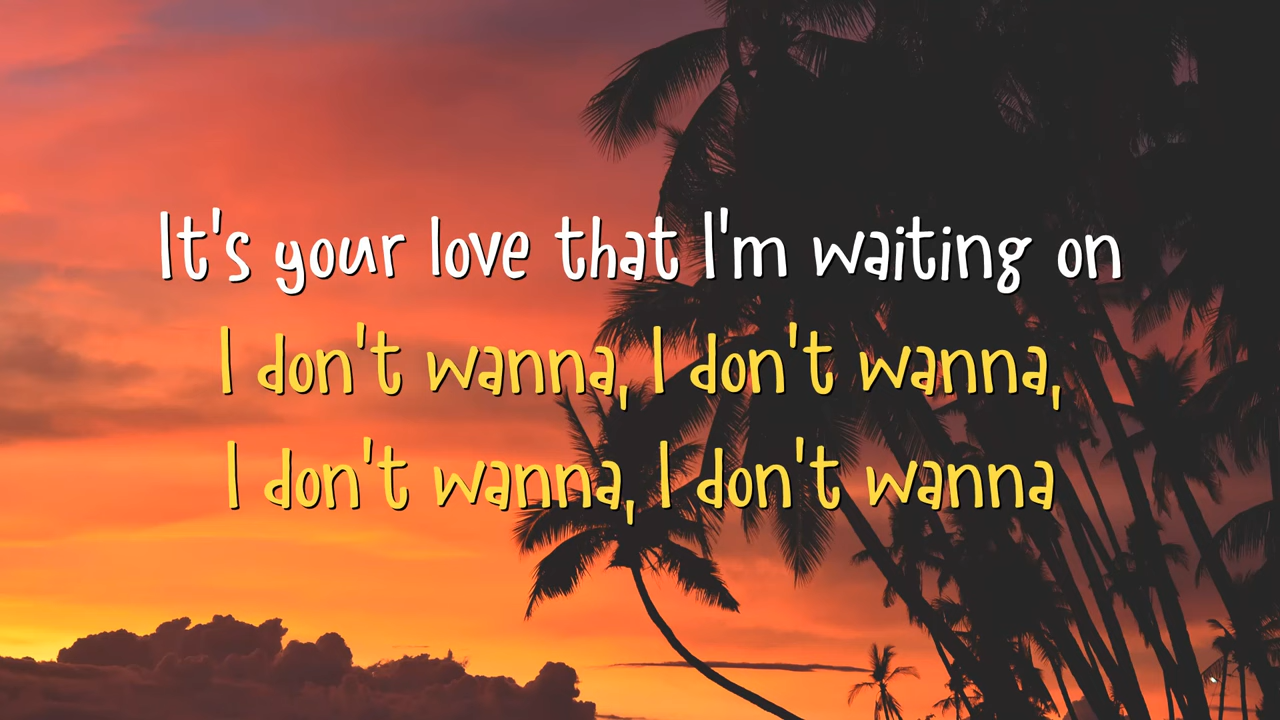 It's your love that I'm waiting on
I don't wanna, I don't wanna,
I don't wanna, I don't wanna